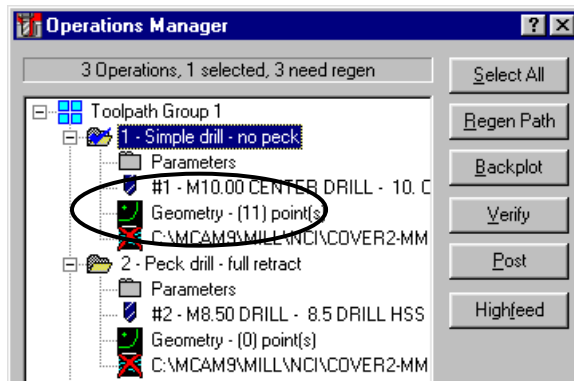 Operations Manager
3 Operations, 1 selected, 3 need regen
Select All
Regen Path
Backplot
Verify
Post
Highfeed
Toolpath Group 1
1 - Simple drill - no peck
Parameters
#1 - M10.00 CENTER DRILL - 10. C
Geometry - (11) point(s)
C:\MCAM9\MILL\NCI\COVER2-MM
2 - Peck drill - full retract
Parameters
#2 - M8.50 DRILL - 8.5 DRILL HSS
Geometry - (0) point(s)
C:\MCAM9\MILL\NCI\COVER2-MM